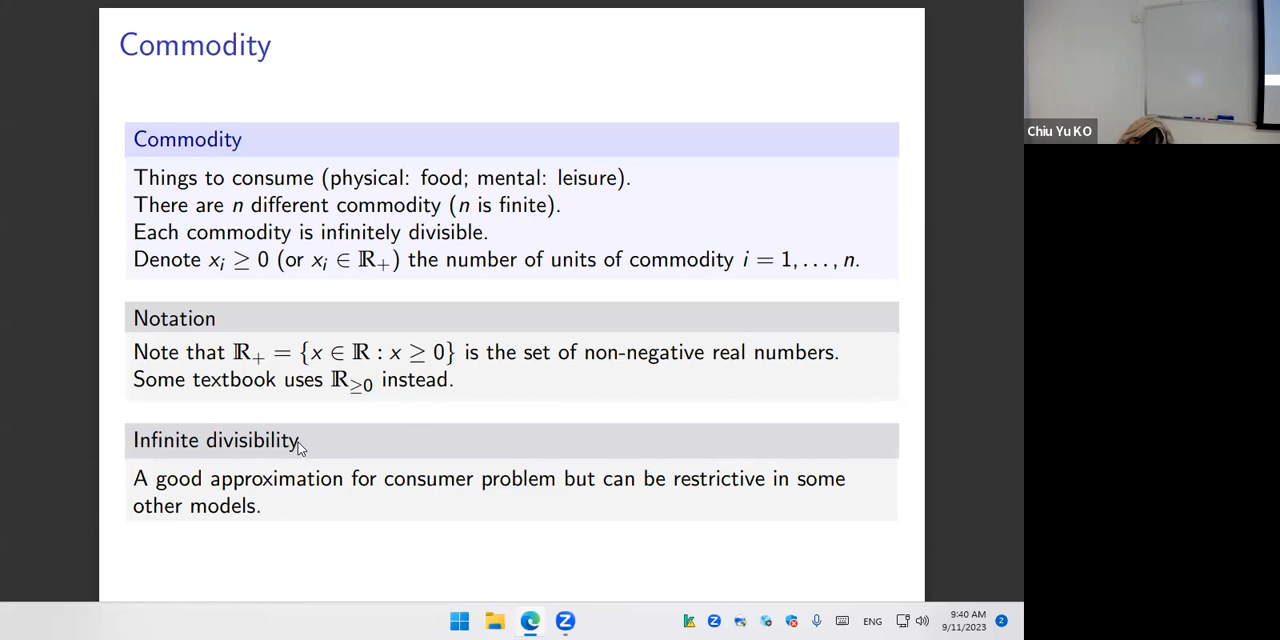 Commodity
Commodity
Things to consume (physical: food; mental: leisure).
There are n different commodity (n is finite).
Each commodity is infinitely divisible.
Denote xᵢ ≥ 0 (or xᵢ ∈ ℝ₊) the number of units of commodity i = 1, . . . , n.
Notation
Note that ℝ₊ = {x ∈ ℝ : x ≥ 0} is the set of non-negative real numbers.
Some textbook uses ℝ≥0 instead.
Infinite divisibility
A good approximation for consumer problem but can be restrictive in some
other models.
Chiu Yu KO
ENG
9:40 AM
9/11/2023
2